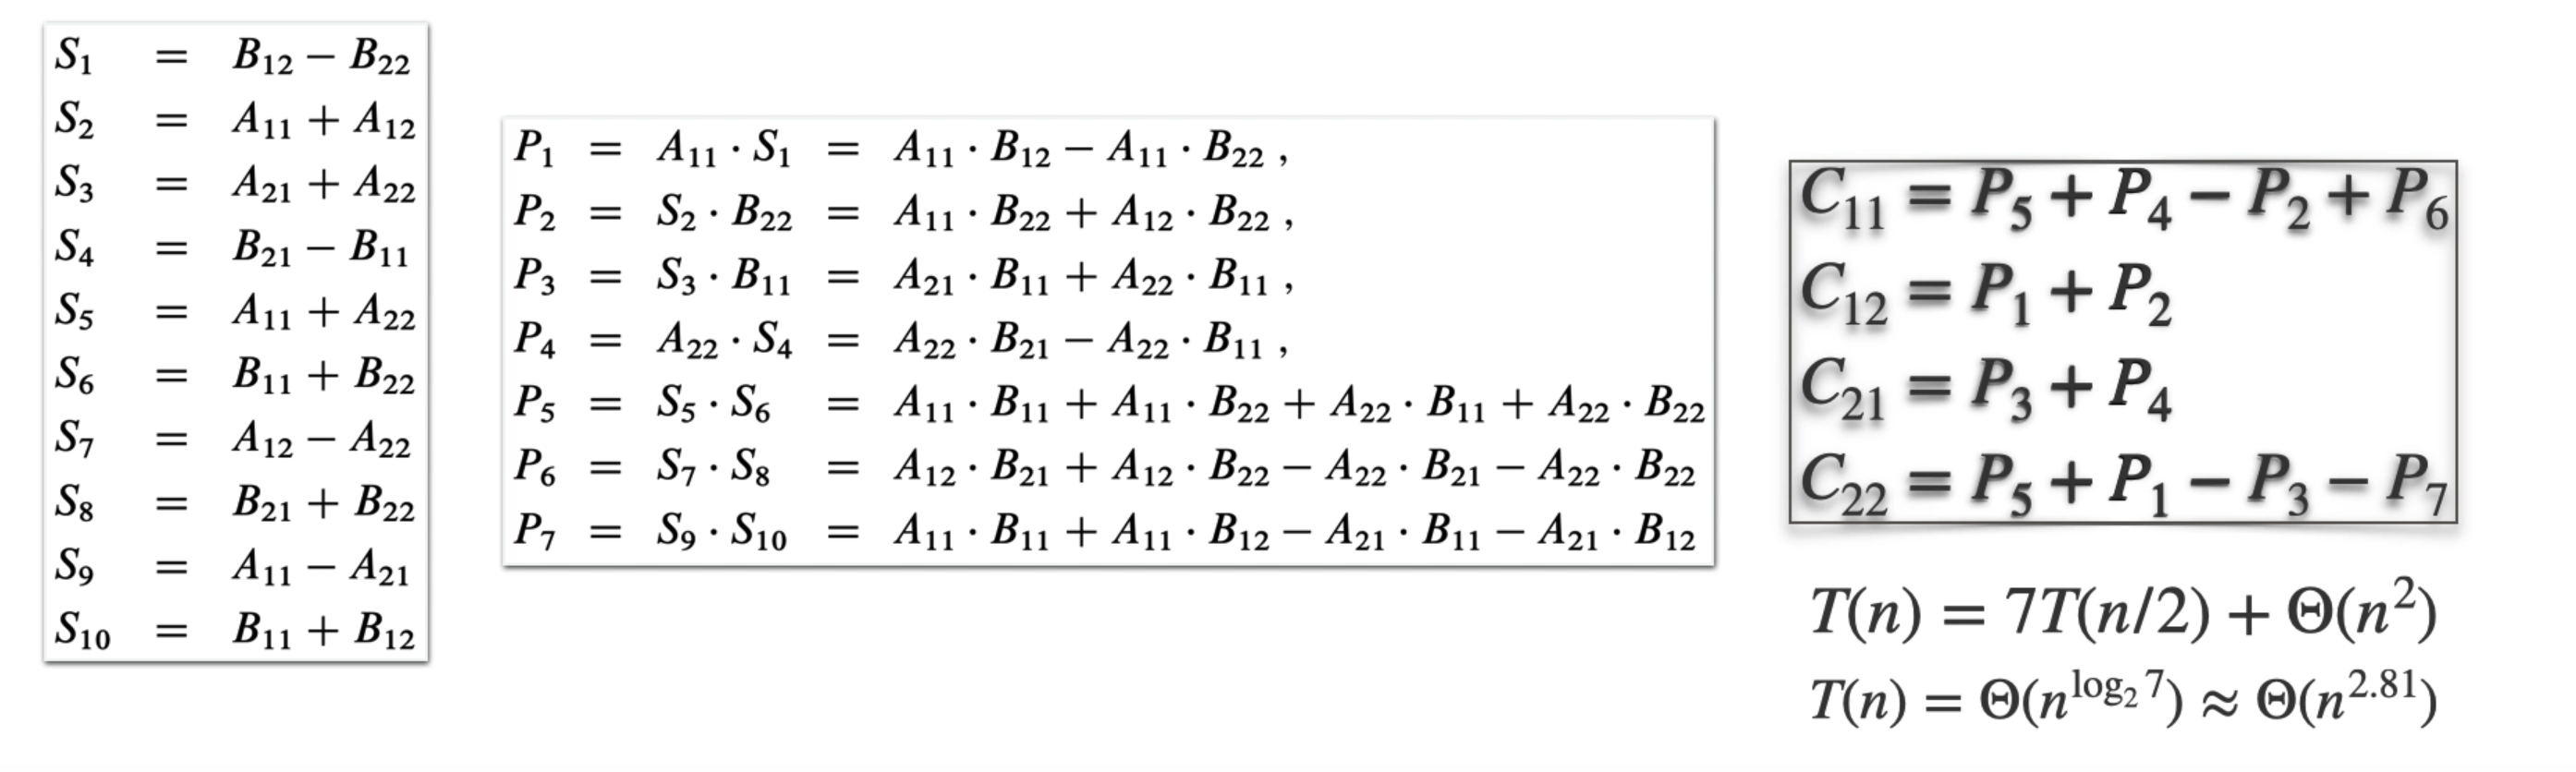 S₁ = B₁₂ − B₂₂
S₂ = A₁₁ + A₁₂
S₃ = A₂₁ + A₂₂
S₄ = B₂₁ − B₁₁
S₅ = A₁₁ + A₂₂
S₆ = B₁₁ + B₂₂
S₇ = A₁₂ − A₂₂
S₈ = B₂₁ + B₂₂
S₉ = A₁₁ − A₂₁
S₁₀ = B₁₁ + B₁₂
P₁ = A₁₁ · S₁ = A₁₁ · B₁₂ − A₁₁ · B₂₂ ,
P₂ = S₂ · B₂₂ = A₁₁ · B₂₂ + A₁₂ · B₂₂ ,
P₃ = S₃ · B₁₁ = A₂₁ · B₁₁ + A₂₂ · B₁₁ ,
P₄ = A₂₂ · S₄ = A₂₂ · B₂₁ − A₂₂ · B₁₁ ,
P₅ = S₅ · S₆ = A₁₁ · B₁₁ + A₁₁ · B₂₂ + A₂₂ · B₁₁ + A₂₂ · B₂₂
P₆ = S₇ · S₈ = A₁₂ · B₂₁ + A₁₂ · B₂₂ − A₂₂ · B₂₁ − A₂₂ · B₂₂
P₇ = S₉ · S₁₀ = A₁₁ · B₁₁ + A₁₁ · B₁₂ − A₂₁ · B₁₁ − A₂₁ · B₁₂
C₁₁ = P₅ + P₄ − P₂ + P₆
C₁₂ = P₁ + P₂
C₂₁ = P₃ + P₄
C₂₂ = P₅ + P₁ − P₃ − P₇
T(n) = 7T(n/2) + Θ(n²)
T(n) = Θ(n^{log₂ 7}) ≈ Θ(n^{2.81})